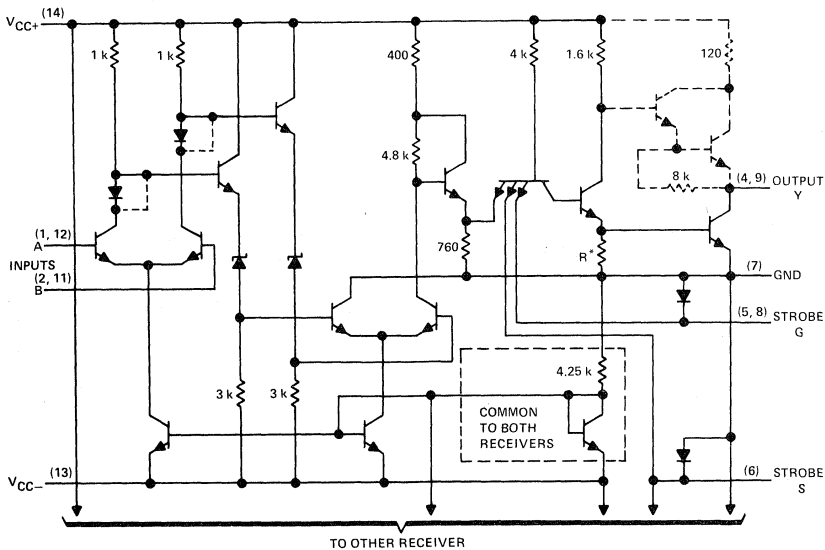 VCC+ (14)
1 k
1 k
400
4 k
1.6 k
120
4.8 k
8 k
(4, 9) OUTPUT
Y
(1, 12)
A
INPUTS
(2, 11)
B
760
R*
(7)
GND
(5, 8) STROBE
G
3 k
3 k
4.25 k
COMMON
TO BOTH
RECEIVERS
VCC– (13)
(6) STROBE
S
TO OTHER RECEIVER